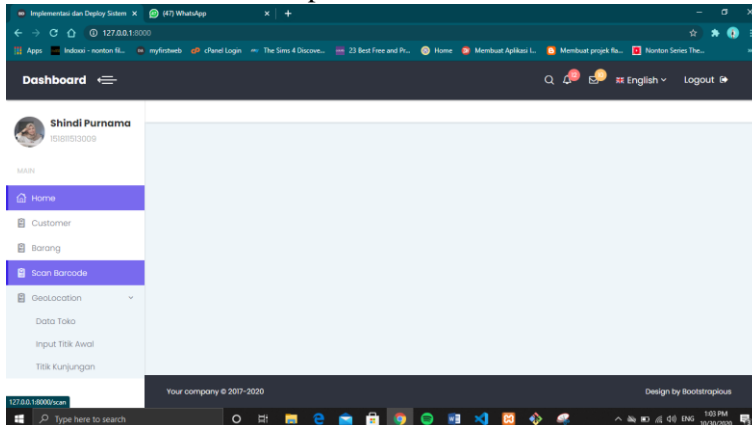 Implementasi dan Deploy Sistem
(47) WhatsApp
127.0.0.1:8000
Apps
Indoxxi - nonton fil...
myfirstweb
cPanel Login
The Sims 4 Discove...
23 Best Free and Pr...
Home
Membuat Aplikasi L...
Membuat projek fla...
Nonton Series The...
Dashboard
English
Logout
Shindi Purnama
151811513009
MAIN
Home
Customer
Barang
Scan Barcode
GeoLocation
Data Toko
Input Titik Awal
Titik Kunjungan
Your company © 2017-2020
Design by Bootstrapious
127.0.0.1:8000/scan
Type here to search
ENG
1:03 PM
10/30/2020